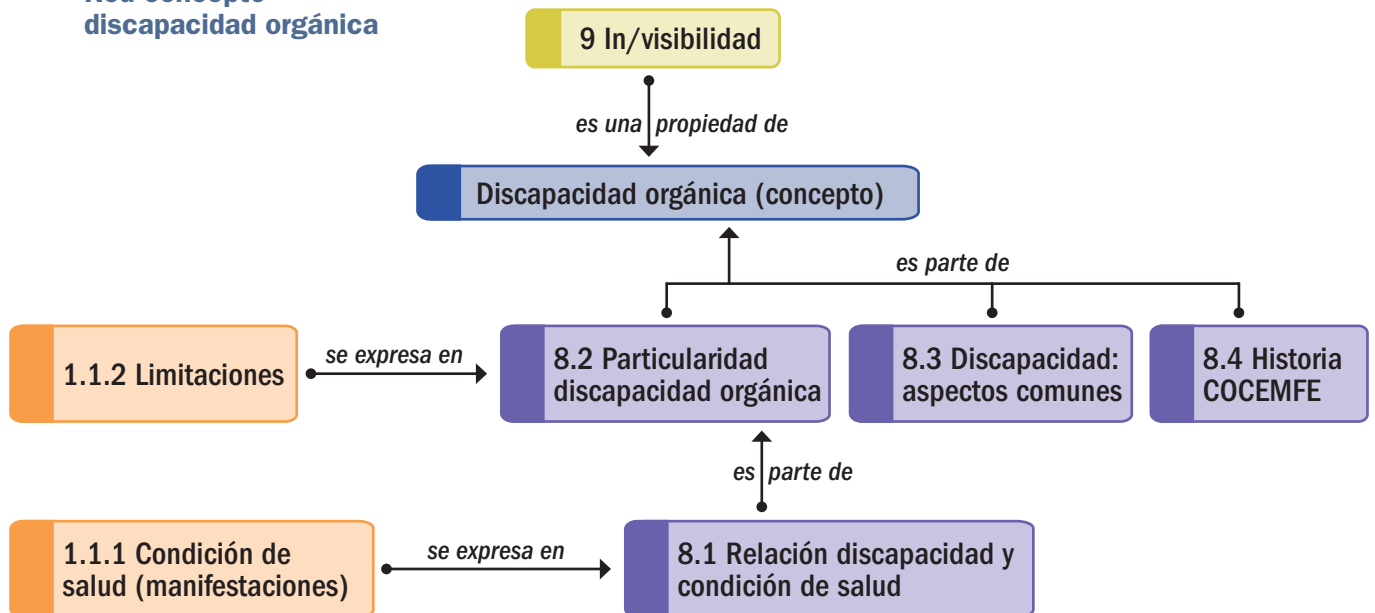 discapacidad orgánica
9 In/visibilidad
es una propiedad de
Discapacidad orgánica (concepto)
es parte de
1.1.2 Limitaciones
se expresa en
8.2 Particularidad
discapacidad orgánica
8.3 Discapacidad:
aspectos comunes
8.4 Historia
COCEMFE
es parte de
1.1.1 Condición de
salud (manifestaciones)
se expresa en
8.1 Relación discapacidad y
condición de salud